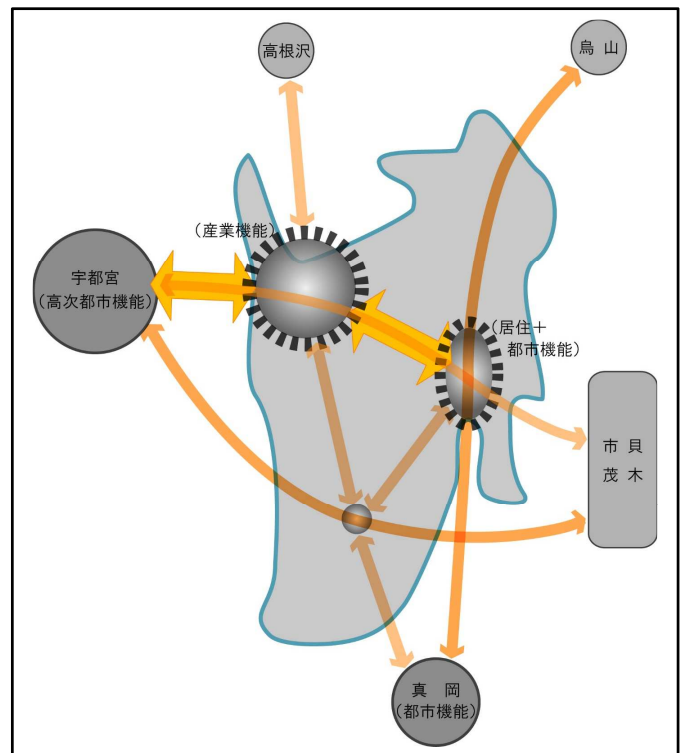 高根沢
烏山
（産業機能）
宇都宮
（高次都市機能）
（居住＋
都市機能）
市貝
茂木
真岡
（都市機能）